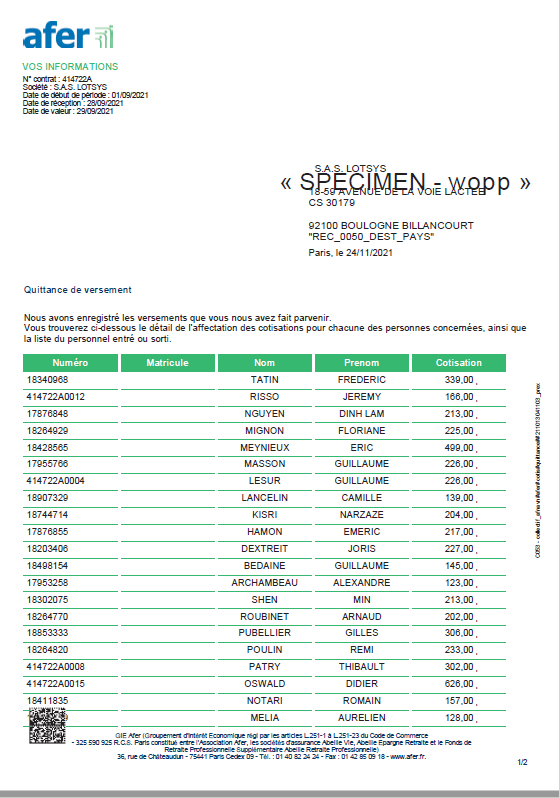 afer
VOS INFORMATIONS
N° contrat : 414722A
Société : S.A.S. LOTSYS
Date de début de période : 01/09/2021
Date de réception : 28/09/2021
Date de valeur : 29/09/2021
S.A.S. LOTSYS
« SPECIMEN - wopp »
18-59 AVENUE DE LA VOIE LACTEE
CS 30179
92100 BOULOGNE BILLANCOURT
"REC_0050_DEST_PAYS"
Paris, le 24/11/2021
Quittance de versement
Nous avons enregistré les versements que vous nous avez fait parvenir.
Vous trouverez ci-dessous le détail de l'affectation des cotisations pour chacune des personnes concernées, ainsi que
la liste du personnel entré ou sorti.
Numéro Matricule Nom Prenom Cotisation
18340968 TATIN FREDERIC 339,00 ,
414722A0012 RISSO JEREMY 166,00 ,
17876848 NGUYEN DINH LAM 213,00 ,
18264929 MIGNON FLORIANE 225,00 ,
18428565 MEYNIEUX ERIC 499,00 ,
17955766 MASSON GUILLAUME 226,00 ,
414722A0004 LESUR GUILLAUME 226,00 ,
18907329 LANCELIN CAMILLE 139,00 ,
18744714 KISRI NARZAZE 204,00 ,
17876855 HAMON EMERIC 217,00 ,
18203406 DEXTREIT JORIS 227,00 ,
18498154 BEDAINE GUILLAUME 145,00 ,
17953258 ARCHAMBEAU ALEXANDRE 123,00 ,
18302075 SHEN MIN 213,00 ,
18264770 ROUBINET ARNAUD 202,00 ,
18853333 PUBELLIER GILLES 306,00 ,
18264820 POULIN REMI 233,00 ,
414722A0008 PATRY THIBAULT 302,00 ,
414722A0015 OSWALD DIDIER 626,00 ,
18411835 NOTARI ROMAIN 157,00 ,
MELIA AURELIEN 128,00 ,
GIE Afer (Groupement d'Intérêt Economique régi par les articles L.251-1 à L.251-23 du Code de Commerce
- 325 590 925 R.C.S. Paris constitué entre l'Association Afer, les sociétés d'assurance Abeille Vie, Abeille Epargne Retraite et le Fonds de
Retraite Professionnelle Supplémentaire Abeille Retraite Professionnelle)
36, rue de Châteaudun - 75441 Paris Cedex 09 - Tél. : 01 40 82 24 24 - Fax : 01 42 85 09 18 - www.afer.fr.
1/2